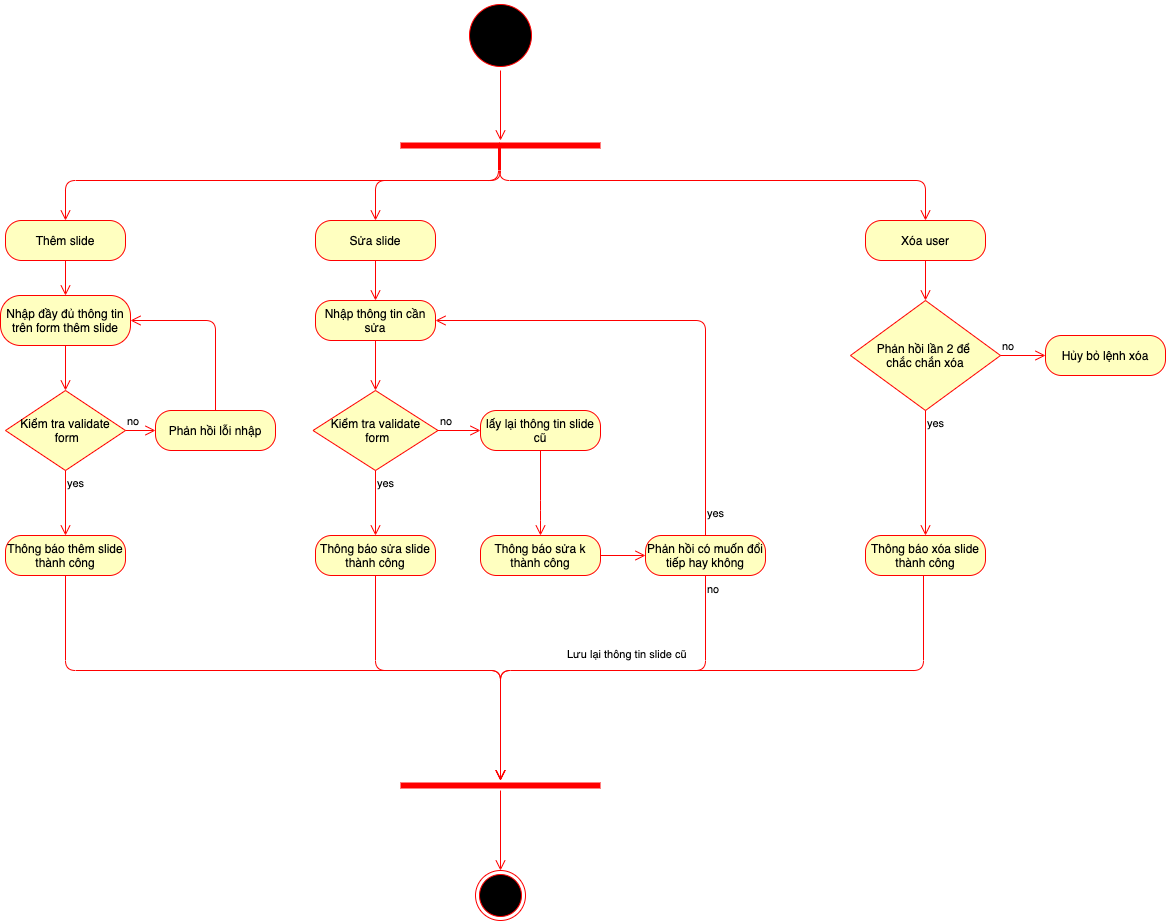 Thêm slide
Sửa slide
Xóa user
Nhập đầy đủ thông tin
trên form thêm slide
Nhập thông tin cần
sửa
Phản hồi lần 2 để
chắc chắn xóa
no
Hủy bỏ lệnh xóa
Kiểm tra validate
form
no
Phản hồi lỗi nhập
Kiểm tra validate
form
no
lấy lại thông tin slide
cũ
yes
yes
yes
yes
Thông báo thêm slide
thành công
Thông báo sửa slide
thành công
Thông báo sửa k
thành công
Phản hồi có muốn đổi
tiếp hay không
Thông báo xóa slide
thành công
no
Lưu lại thông tin slide cũ